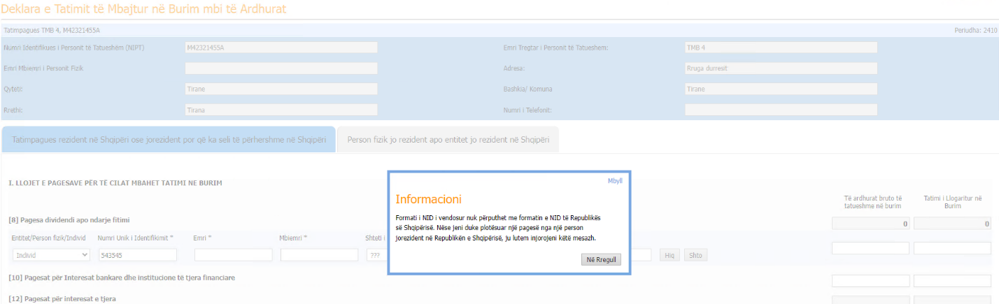 Deklara e Tatimit të Mbajtur në Burim mbi të Ardhurat
Tatimpagues TMB 4, M42321455A Penudha: 2410
Numri Identifikues i Personit të Tatueshëm (NIPT) M42321455A Emri Tregtar i Personit të Tatueshem: TMB 4
Emri Mbiemri i Personit Fizik Adresa: Rruga durresit
Qyteti: Tirane Bashkia/ Komuna Tirane
Rrethi: Tirana Numri i Telefonit:
Tatimpagues rezident në Shqipëri ose jorezident por që ka seli të përhershme në Shqipëri Person fizik jo rezident apo entitet jo rezident në Shqipëri
I. LLOJET E PAGESAVE PËR TË CILAT MBAHET TATIMI NE BURIM
Të ardhurat bruto të tatueshme në burim
Tatimi i Llogaritur në Burim
[8] Pagesa dividendi apo ndarje fitimi 0 0
Entitet/Person fizik/Individ Numri Unik i Identifikimit * Emri * Mbiemri * Shteti i
Individ 543545 ??? Hiq Shto
[10] Pagesat për Interesat bankare dhe institucione të tjera financiare
[12] Pagesat për interesat e tjera
Mbyll
Informacioni
Formati i NID i vendosur nuk përputhet me formatin e NID të Republikës
së Shqipërisë. Nëse jeni duke plotësuar një pagesë nga një person
jorezident në Republikën e Shqipërisë, ju lutem injorojeni këtë mesazh.
Në Rregull